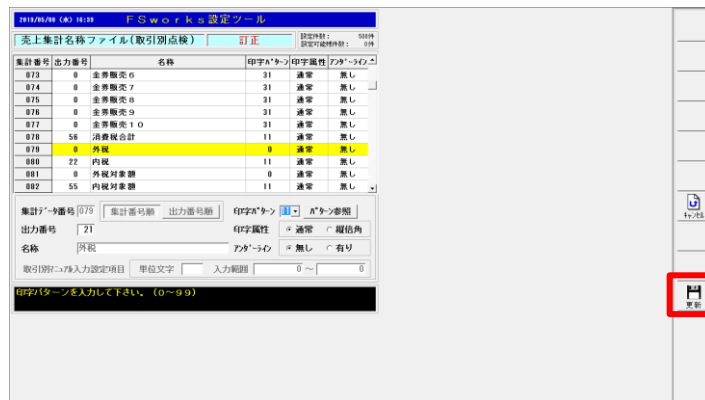 2019/05/08 (水) 16:39 FSworks設定ツール
売上集計名称ファイル(取引別点検) 訂正 設定件数: 500件
設定可能残件数: 0件
集計番号 出力番号 名称 印字パターン 印字属性 アンダーライン
073 0 金券販売6 31 通常 無し
074 0 金券販売7 31 通常 無し
075 0 金券販売8 31 通常 無し
076 0 金券販売9 31 通常 無し
077 0 金券販売10 31 通常 無し
078 56 消費税合計 11 通常 無し
079 0 外税 0 通常 無し
080 22 内税 11 通常 無し
081 0 外税対象額 0 通常 無し
082 55 内税対象額 11 通常 無し
集計データ番号 079 集計番号順 出力番号順 印字パターン 11 パターン参照
出力番号 21 印字属性 通常 縦倍角
名称 外税 アンダーライン 無し 有り
取引別マニュアル入力設定項目 単位文字 入力範囲 0 ~ 0
印字パターンを入力して下さい。(0~99)
キャンセル
更新